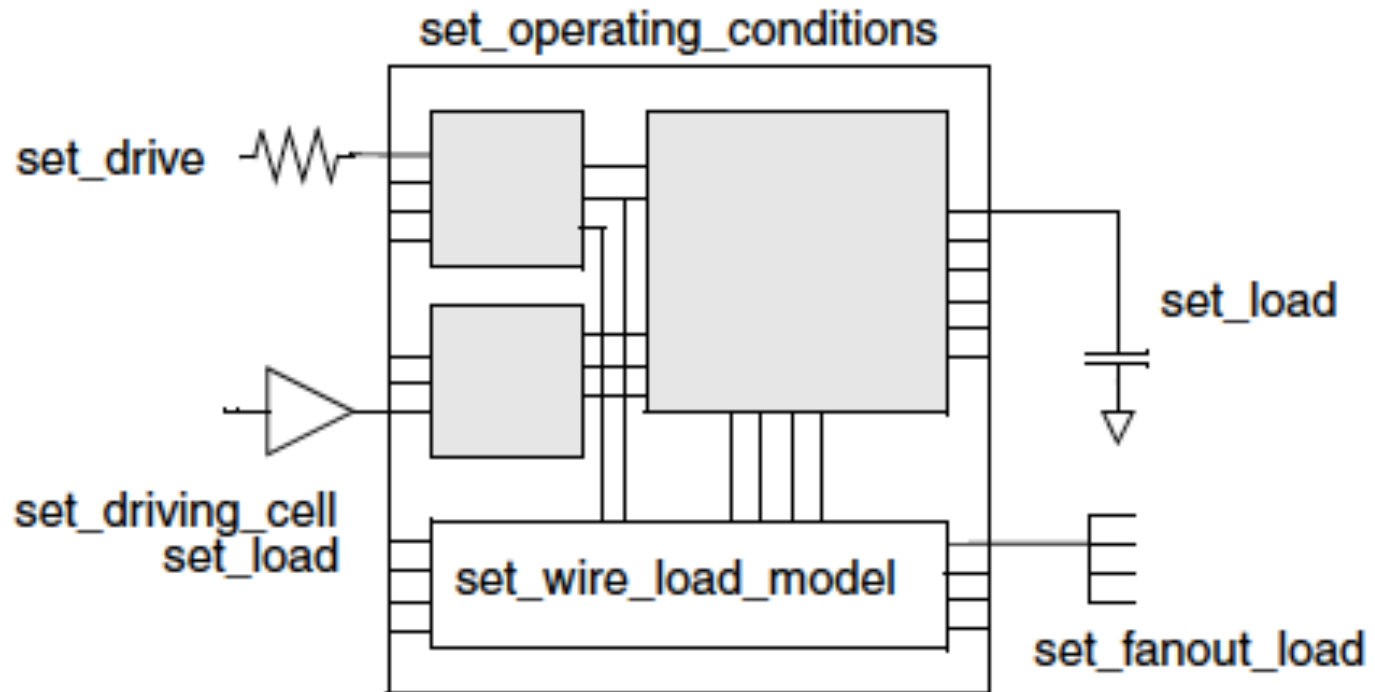 set_operating_conditions
set_drive
set_load
set_driving_cell
set_load
set_wire_load_model
set_fanout_load